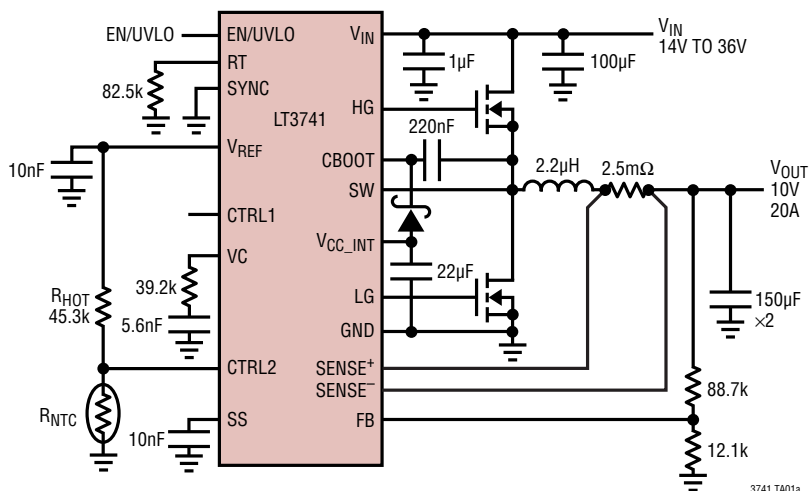 EN/UVLO
EN/UVLO
RT
82.5k
SYNC
LT3741
VREF
10nF
CTRL1
VC
39.2k
5.6nF
RHOT
45.3k
CTRL2
RNTC
SS
10nF
VIN
1µF
100µF
VIN
14V TO 36V
HG
220nF
CBOOT
SW
2.2µH
2.5mΩ
VOUT
10V
20A
VCC_INT
22µF
LG
GND
150µF
×2
SENSE+
SENSE–
88.7k
FB
12.1k
3741 TA01a